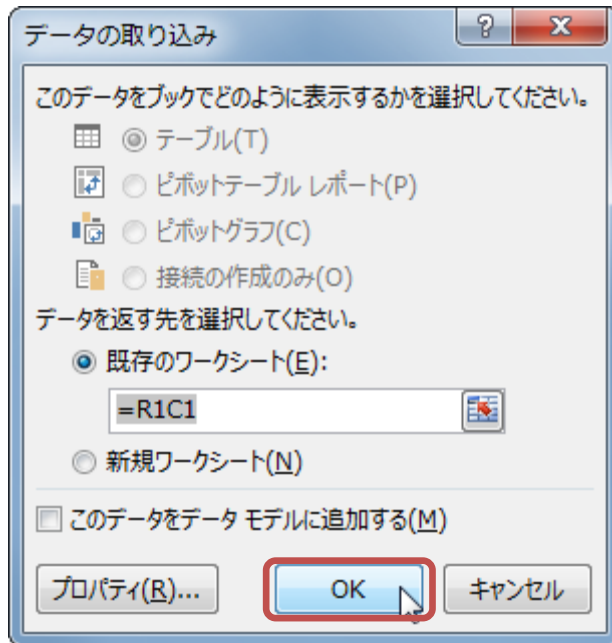 データの取り込み
このデータをブックでどのように表示するかを選択してください。
テーブル(T)
ピボットテーブル レポート(P)
ピボットグラフ(C)
接続の作成のみ(O)
データを返す先を選択してください。
既存のワークシート(E):
=R1C1
新規ワークシート(N)
このデータをデータ モデルに追加する(M)
プロパティ(R)... OK キャンセル